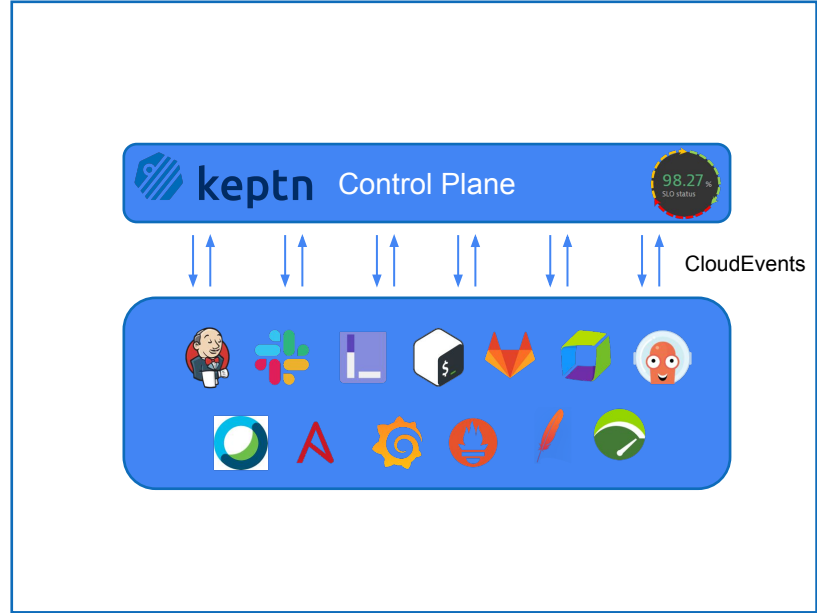 keptn Control Plane
98.27 %
SLO status
CloudEvents
$_